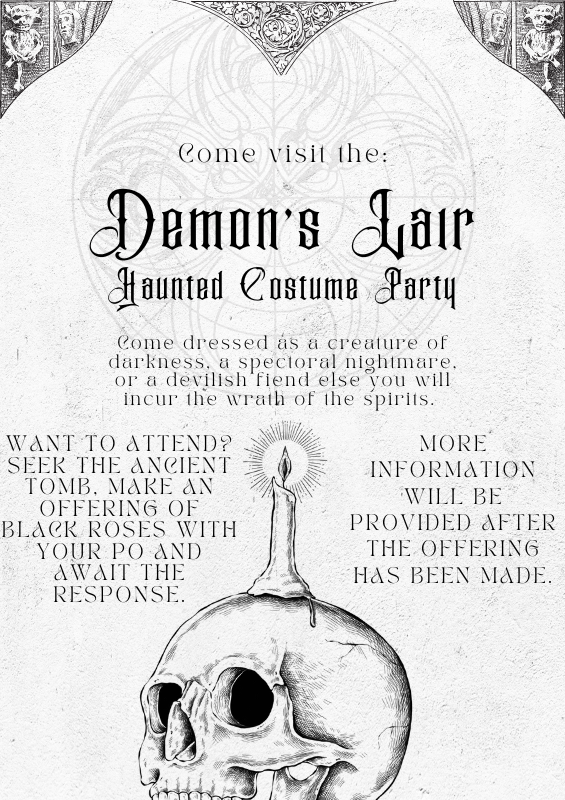 Come visit the:
Demon's Lair
Haunted Costume Party
Come dressed as a creature of
darkness, a spectoral nightmare,
or a devilish fiend else you will
incur the wrath of the spirits.
WANT TO ATTEND?
SEEK THE ANCIENT
TOMB, MAKE AN
OFFERING OF
BLACK ROSES WITH
YOUR PO AND
AWAIT THE
RESPONSE.
MORE
INFORMATION
WILL BE
PROVIDED AFTER
THE OFFERING
HAS BEEN MADE.